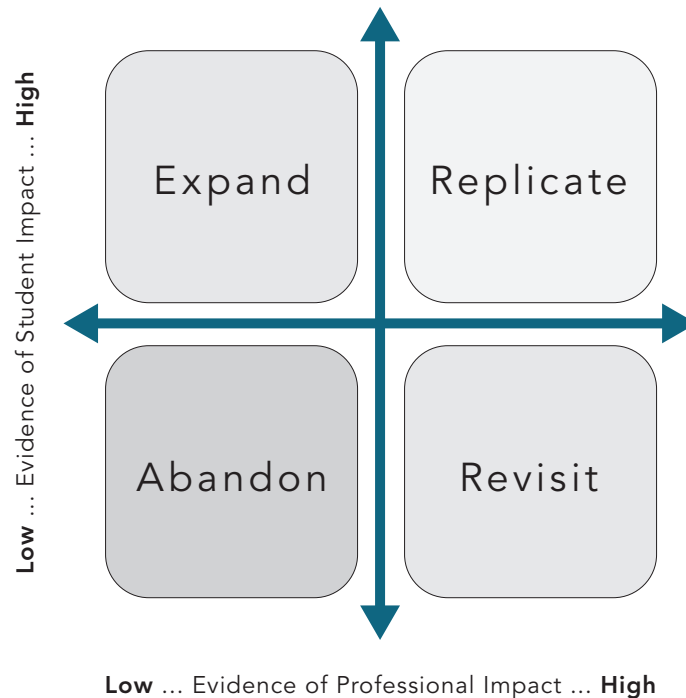 Low ... Evidence of Student Impact ... High
Expand
Replicate
Abandon
Revisit
Low ... Evidence of Professional Impact ... High